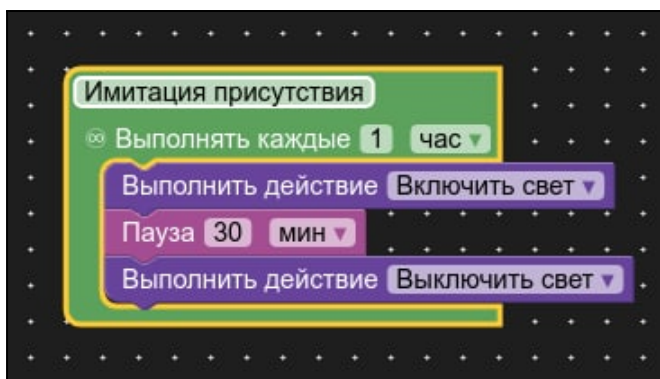 Имитация присутствия
Выполнять каждые 1 час
Выполнить действие Включить свет
Пауза 30 мин
Выполнить действие Выключить свет